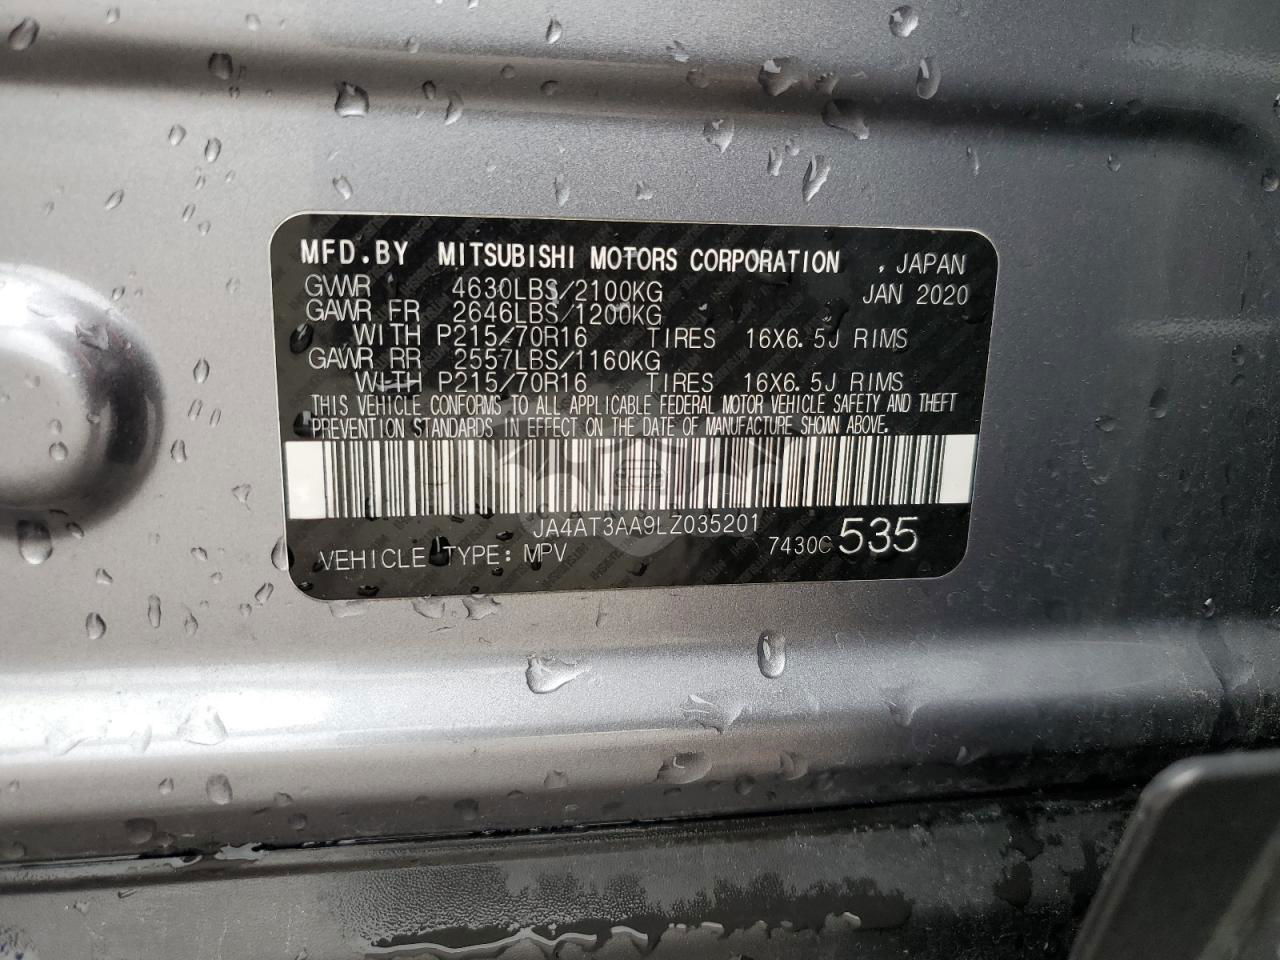 MFD.BY MITSUBISHI MOTORS CORPORATION , JAPAN
GVWR 4630LBS/2100KG JAN 2020
GAWR FR 2646LBS/1200KG
WITH P215/70R16 TIRES 16X6.5J RIMS
GAWR RR 2557LBS/1160KG
WITH P215/70R16 TIRES 16X6.5J RIMS
THIS VEHICLE CONFORMS TO ALL APPLICABLE FEDERAL MOTOR VEHICLE SAFETY AND THEFT
PREVENTION STANDARDS IN EFFECT ON THE DATE OF MANUFACTURE SHOWN ABOVE.
JA4AT3AA9LZ035201
VEHICLE TYPE: MPV 7430C 535